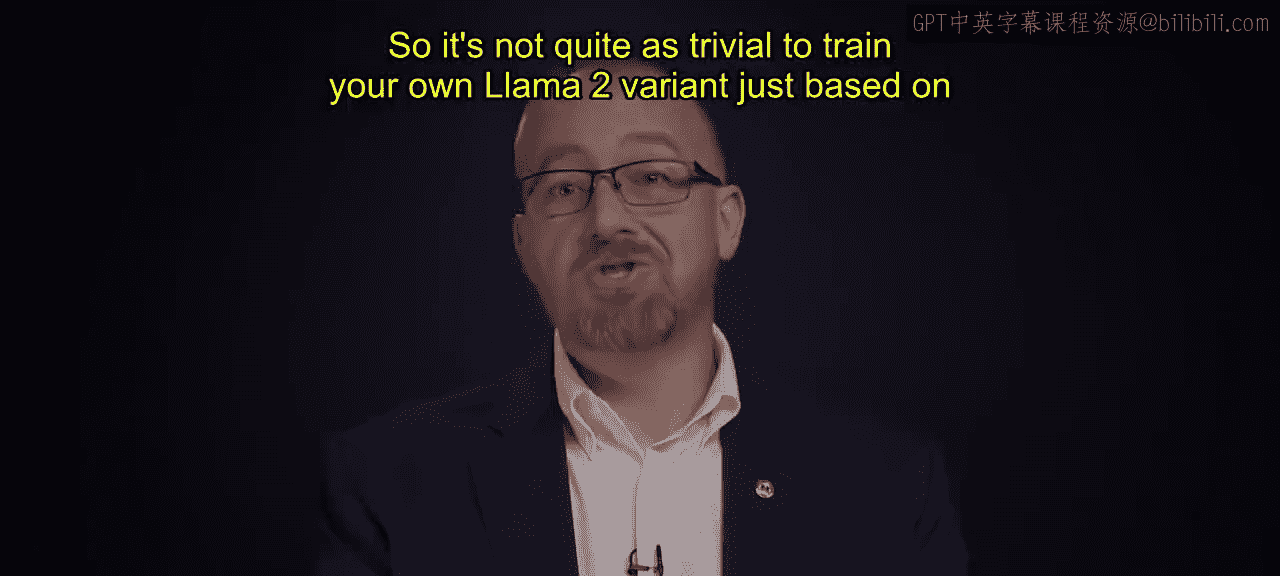 GPT中英字幕课程资源@bilibili.com
So it's not quite as trivial to train
your own Llama 2 variant just based on